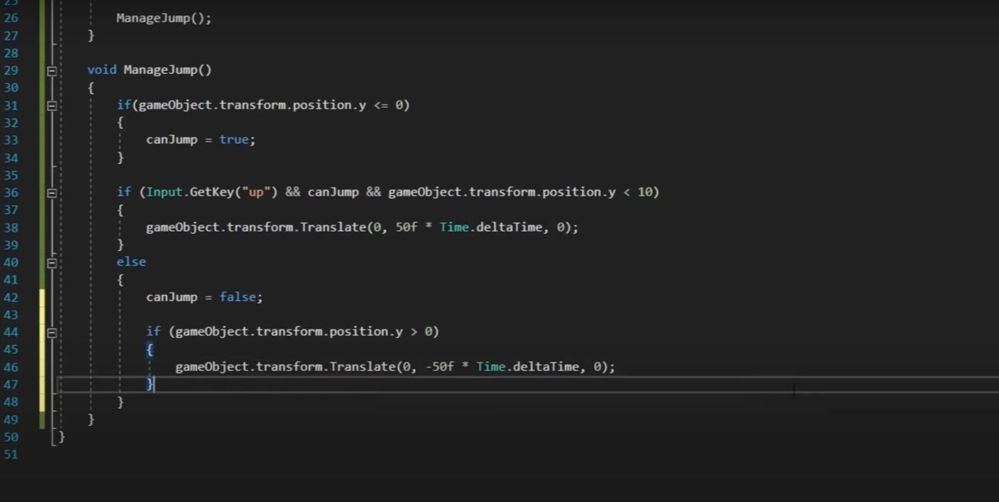 25
26 ManageJump();
27 }
28
29 void ManageJump()
30 {
31 if(gameObject.transform.position.y <= 0)
32 {
33 canJump = true;
34 }
35
36 if (Input.GetKey("up") && canJump && gameObject.transform.position.y < 10)
37 {
38 gameObject.transform.Translate(0, 50f * Time.deltaTime, 0);
39 }
40 else
41 {
42 canJump = false;
43
44 if (gameObject.transform.position.y > 0)
45 {
46 gameObject.transform.Translate(0, -50f * Time.deltaTime, 0);
47 }
48 }
49 }
50 }
51